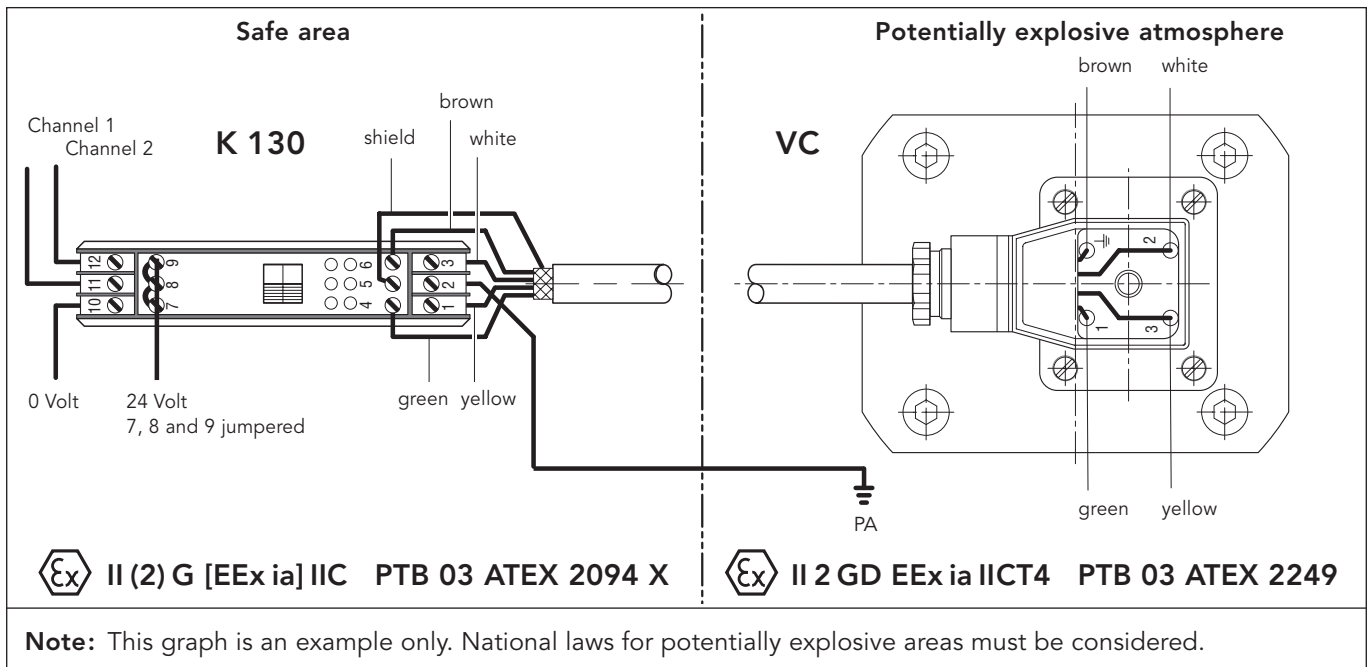 Safe area
Potentially explosive atmosphere
brown white
brown
Channel 1
Channel 2
K 130
shield
white
VC
12
11
10
9
8
7
6
5
4
3
2
1
2
1
3
0 Volt
24 Volt
7, 8 and 9 jumpered
green yellow
green yellow
PA
Ex II (2) G [EEx ia] IIC PTB 03 ATEX 2094 X
Ex II 2 GD EEx ia IICT4 PTB 03 ATEX 2249
Note: This graph is an example only. National laws for potentially explosive areas must be considered.